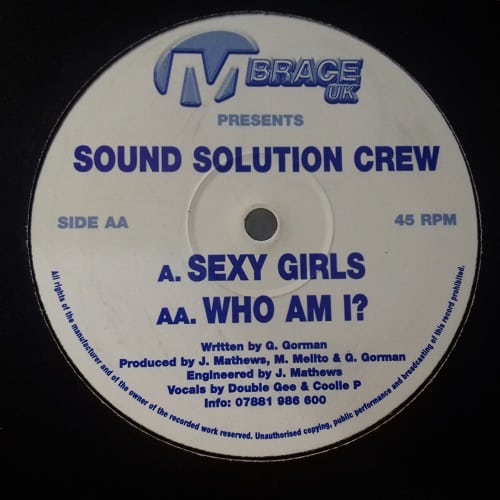 M BRACE
UK
PRESENTS
SOUND SOLUTION CREW
SIDE AA
45 RPM
A. SEXY GIRLS
AA. WHO AM I?
Written by G. Gorman
Produced by J. Mathews, M. Melito & G. Gorman
Engineered by J. Mathews
Vocals by Double Gee & Coolie P
Info: 07881 986 600
All rights of the manufacturer and of the owner of the recorded work reserved. Unauthorised copying, public performance and broadcasting of this record prohibited.